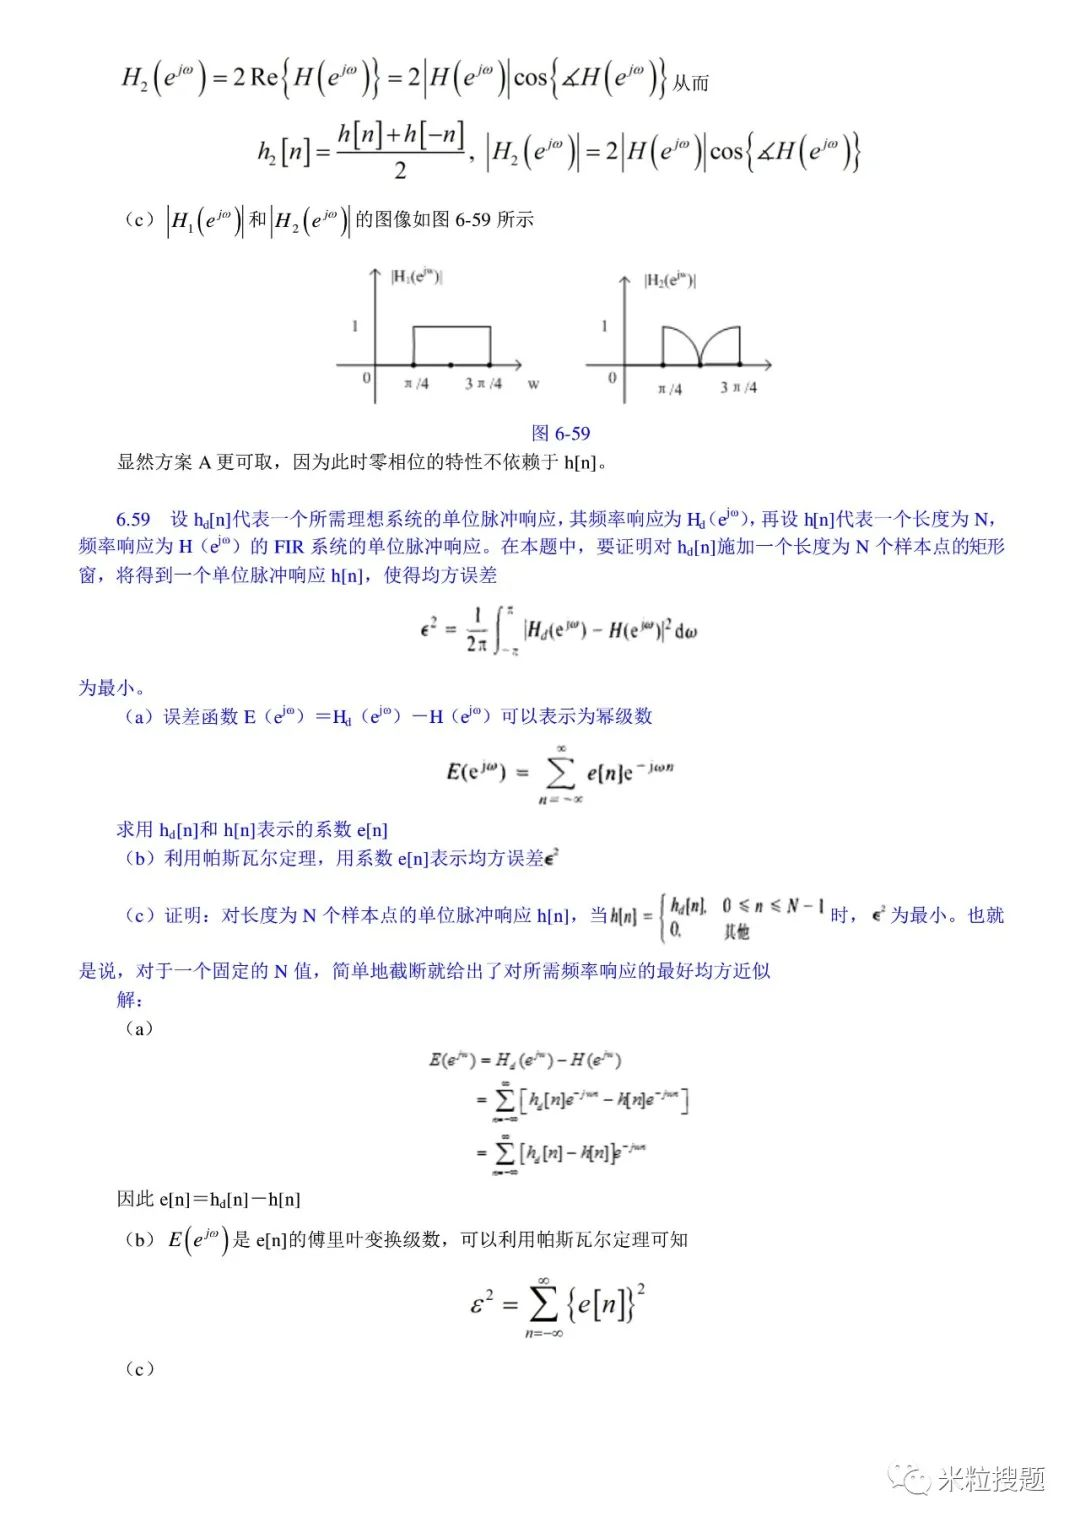 H₂(e^{jω}) = 2Re{H(e^{jω})} = 2|H(e^{jω})|cos{∡H(e^{jω})} 从而
h₂[n] = (h[n]+h[−n])/2, |H₂(e^{jω})| = 2|H(e^{jω})|cos{∡H(e^{jω})}
（c）|H₁(e^{jω})|和|H₂(e^{jω})|的图像如图 6-59 所示
|H₁(e^{jw})|
1
0
π/4
3π/4
w
|H₂(e^{jw})|
1
0
π/4
3π/4
图 6-59
显然方案 A 更可取，因为此时零相位的特性不依赖于 h[n]。
6.59 设 h_d[n]代表一个所需理想系统的单位脉冲响应，其频率响应为 H_d（e^{jω}），再设 h[n]代表一个长度为 N，
频率响应为 H（e^{jω}）的 FIR 系统的单位脉冲响应。在本题中，要证明对 h_d[n]施加一个长度为 N 个样本点的矩形
窗，将得到一个单位脉冲响应 h[n]，使得均方误差
ϵ² = 1/2π ∫_{−π}^{π} |H_d(e^{jω}) − H(e^{jω})|² dω
为最小。
（a）误差函数 E（e^{jω}）＝H_d（e^{jω}）－H（e^{jω}）可以表示为幂级数
E(e^{jω}) = ∑_{n=−∞}^{∞} e[n]e^{−jωn}
求用 h_d[n]和 h[n]表示的系数 e[n]
（b）利用帕斯瓦尔定理，用系数 e[n]表示均方误差ϵ²
（c）证明：对长度为 N 个样本点的单位脉冲响应 h[n]，当h[n] = { h_d[n], 0 ≤ n ≤ N−1; 0, 其他 时，ϵ² 为最小。也就
是说，对于一个固定的 N 值，简单地截断就给出了对所需频率响应的最好均方近似
解：
（a）
E(e^{jw}) = H_d(e^{jw}) − H(e^{jw})
= ∑_{n=−∞}^{∞} [h_d[n]e^{−jwn} − h[n]e^{−jwn}]
= ∑_{n=−∞}^{∞} [h_d[n] − h[n]]e^{−jwn}
因此 e[n]＝h_d[n]－h[n]
（b）E(e^{jω})是 e[n]的傅里叶变换级数，可以利用帕斯瓦尔定理可知
ε² = ∑_{n=−∞}^{∞} {e[n]}²
（c）
米粒搜题